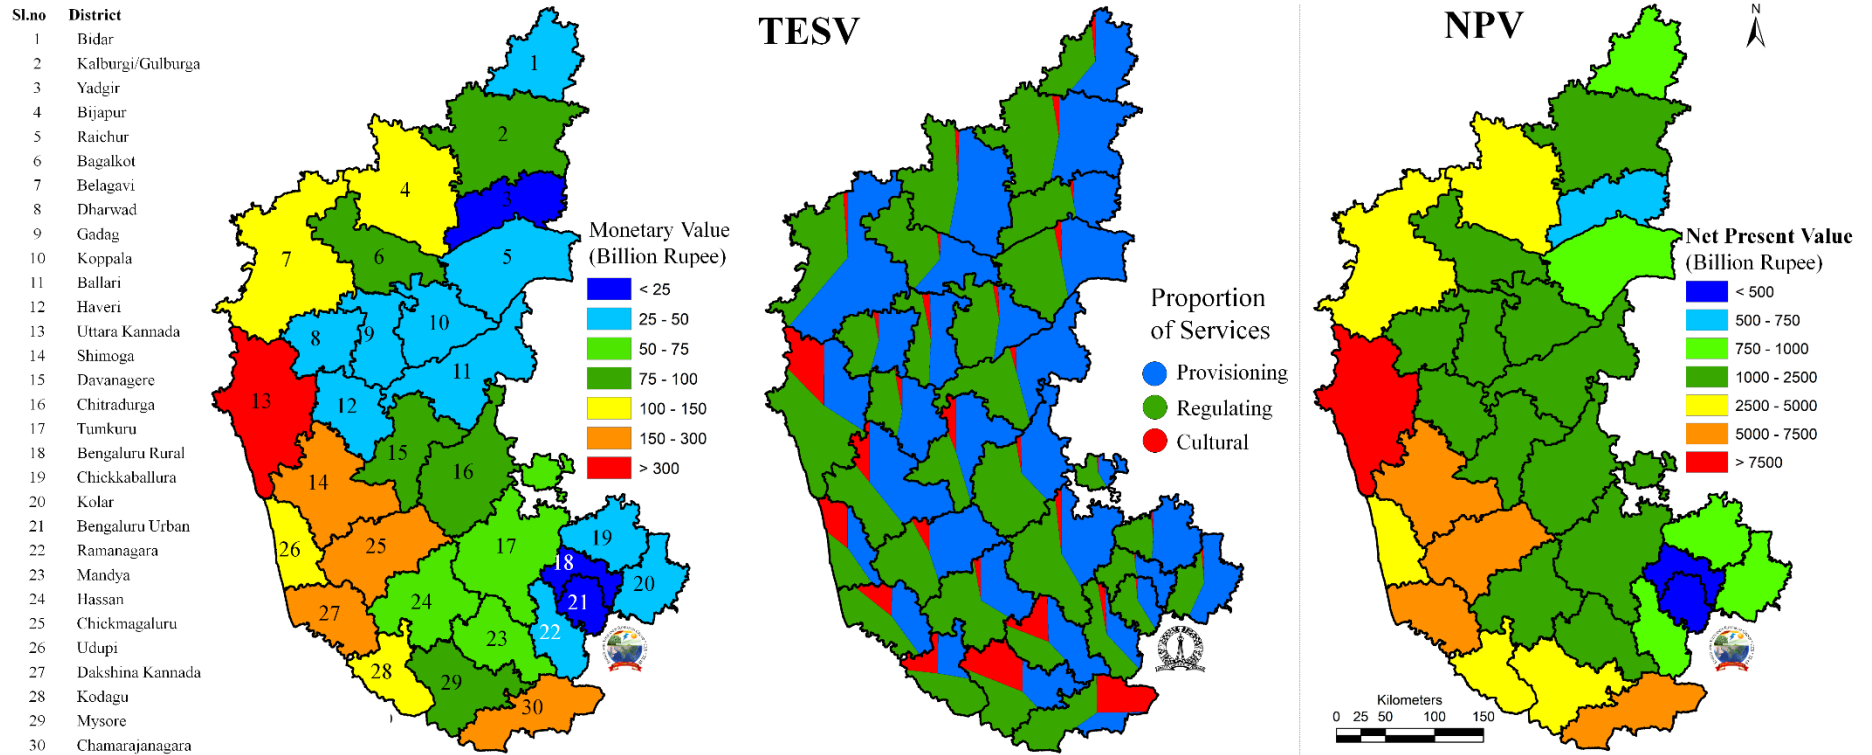 Sl.no District
1 Bidar
2 Kalburgi/Gulburga
3 Yadgir
4 Bijapur
5 Raichur
6 Bagalkot
7 Belagavi
8 Dharwad
9 Gadag
10 Koppala
11 Ballari
12 Haveri
13 Uttara Kannada
14 Shimoga
15 Davanagere
16 Chitradurga
17 Tumkuru
18 Bengaluru Rural
19 Chickkaballura
20 Kolar
21 Bengaluru Urban
22 Ramanagara
23 Mandya
24 Hassan
25 Chickmagaluru
26 Udupi
27 Dakshina Kannada
28 Kodagu
29 Mysore
30 Chamarajanagara
1
2
3
4
5
6
7
8
9
10
11
12
13
14
15
16
17
18
19
20
21
22
23
24
25
26
27
28
29
30
Monetary Value
(Billion Rupee)
< 25
25 - 50
50 - 75
75 - 100
100 - 150
150 - 300
> 300
TESV
Proportion
of Services
Provisioning
Regulating
Cultural
NPV
N
Net Present Value
(Billion Rupee)
< 500
500 - 750
750 - 1000
1000 - 2500
2500 - 5000
5000 - 7500
> 7500
Kilometers
0 25 50 100 150